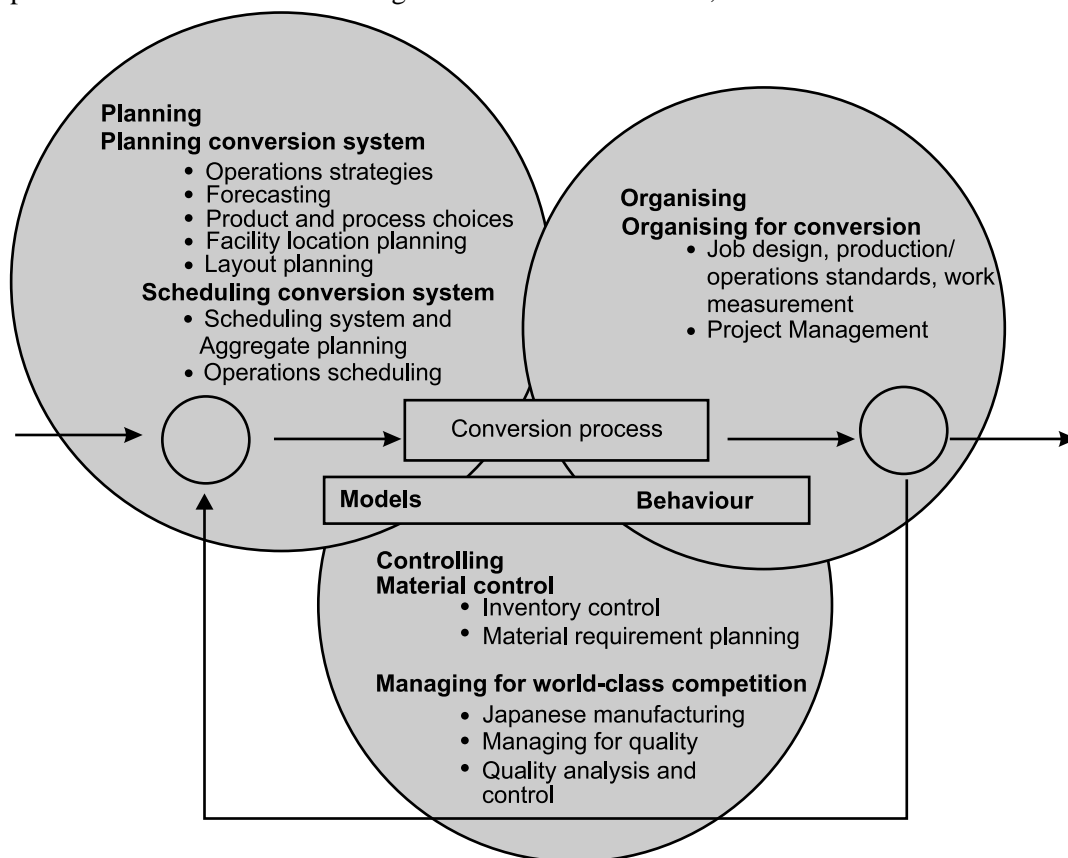 Planning
Planning conversion system
• Operations strategies
• Forecasting
• Product and process choices
• Facility location planning
• Layout planning
Scheduling conversion system
• Scheduling system and
Aggregate planning
• Operations scheduling
Organising
Organising for conversion
• Job design, production/
operations standards, work
measurement
• Project Management
Conversion process
Models
Behaviour
Controlling
Material control
• Inventory control
• Material requirement planning
Managing for world-class competition
• Japanese manufacturing
• Managing for quality
• Quality analysis and
control